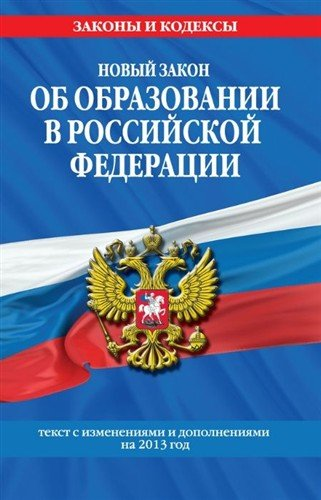 ЗАКОНЫ И КОДЕКСЫ
НОВЫЙ ЗАКОН
ОБ ОБРАЗОВАНИИ
В РОССИЙСКОЙ
ФЕДЕРАЦИИ
ТЕКСТ С ИЗМЕНЕНИЯМИ И ДОПОЛНЕНИЯМИ
НА 2013 ГОД